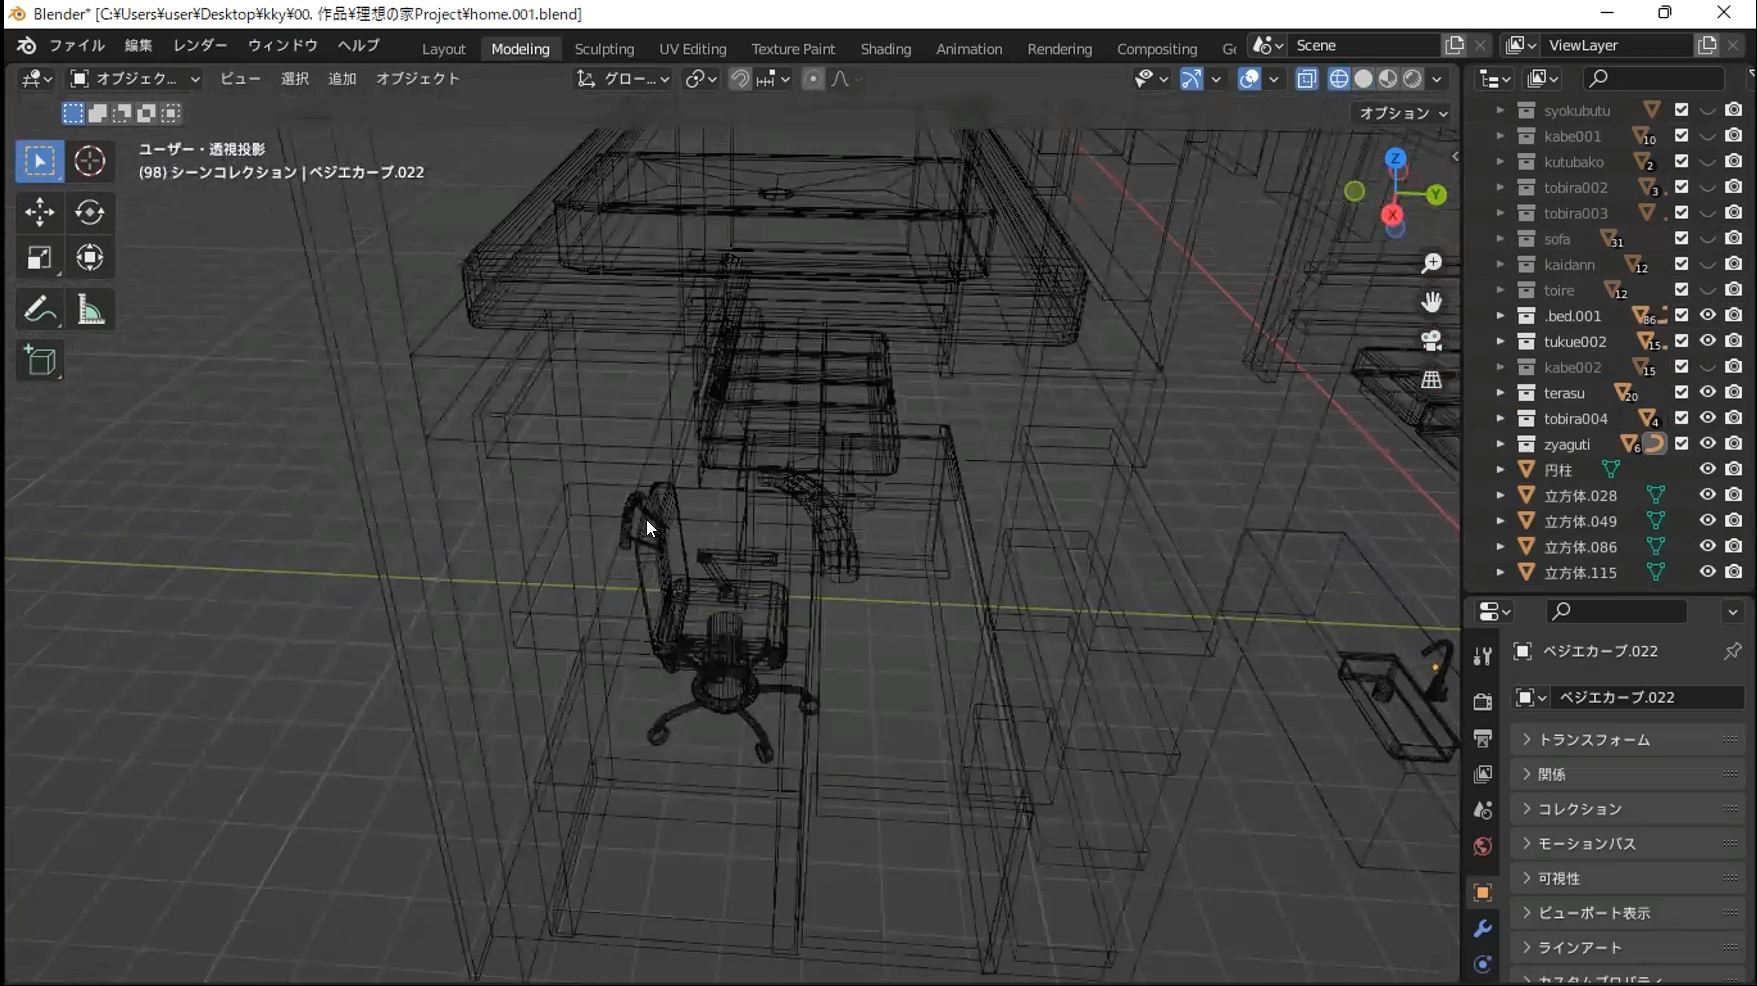 Blender* [C:¥Users¥user¥Desktop¥kky¥00. 作品¥理想の家Project¥home.001.blend]
ファイル 編集 レンダー ウィンドウ ヘルプ Layout Modeling Sculpting UV Editing Texture Paint Shading Animation Rendering Compositing Ge Scene ViewLayer
オブジェク... ビュー 選択 追加 オブジェクト グロー...
オプション
ユーザー・透視投影
(98) シーンコレクション | ベジエカーブ.022
Z
Y
X
syokubutu
kabe001 10
kutubako 2
tobira002 3
tobira003
sofa 31
kaidann 12
toire 12
.bed.001 86
tukue002 15
kabe002 15
terasu 20
tobira004 4
zyaguti 6
円柱
立方体.028
立方体.049
立方体.086
立方体.115
ベジエカーブ.022
ベジエカーブ.022
トランスフォーム
関係
コレクション
モーションパス
可視性
ビューポート表示
ラインアート
カスタムプロパティ